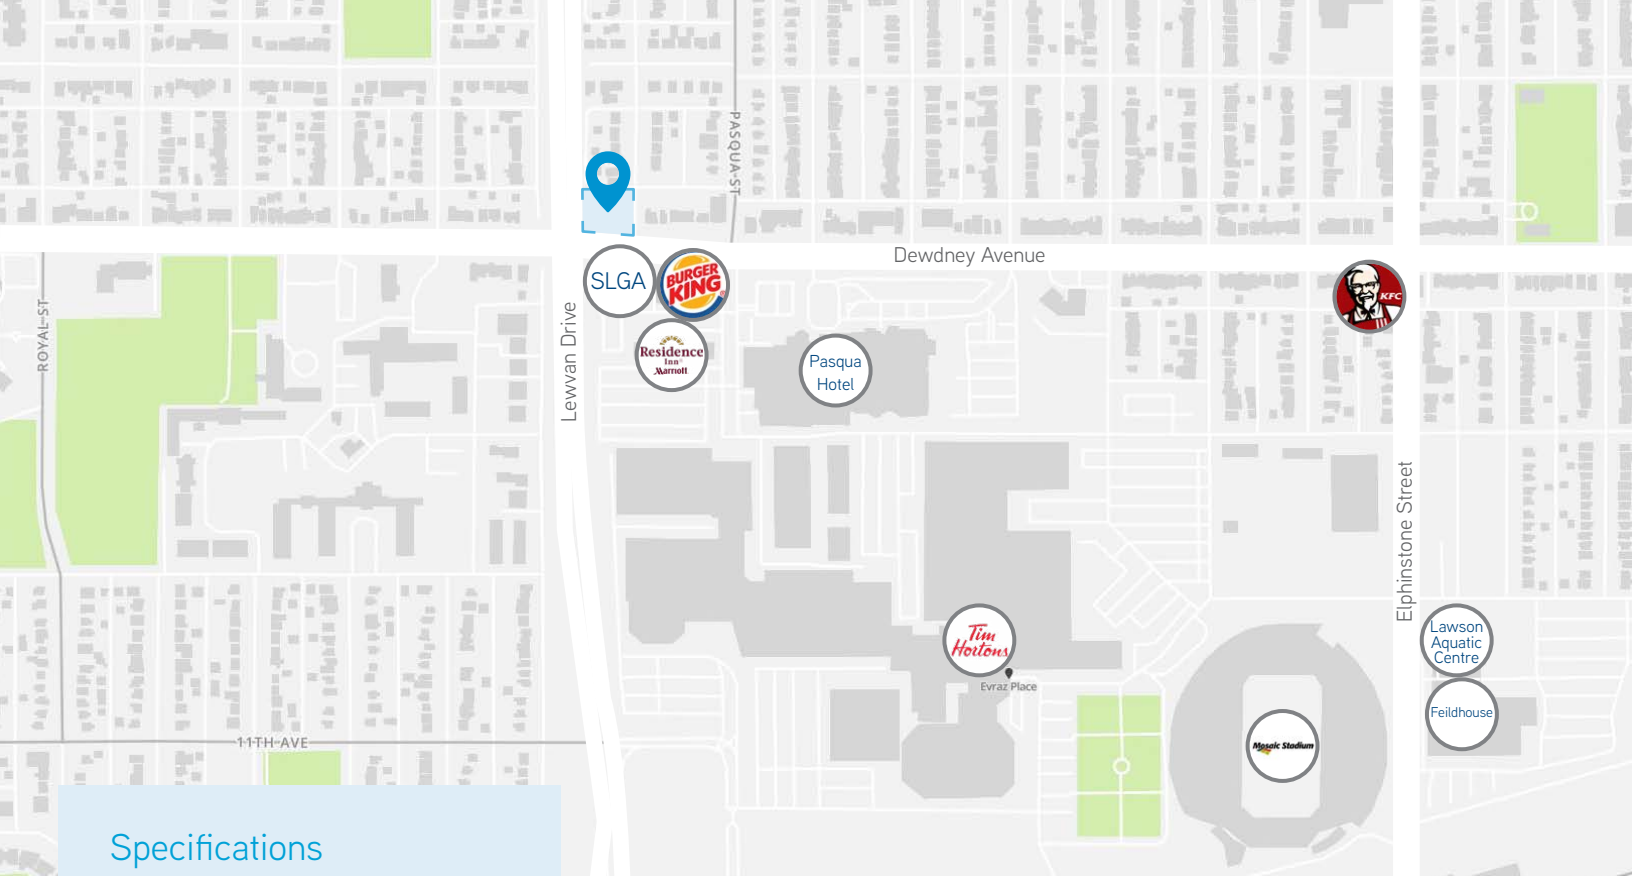 PASQUA-ST
Dewdney Avenue
SLGA
BURGER
KING
KFC
ROYAL-ST
Lewvan Drive
Residence
Inn
Marriott
Pasqua
Hotel
Elphinstone Street
Tim
Hortons
Evraz Place
Lawson
Aquatic
Centre
Feildhouse
Mosaic Stadium
11TH-AVE
Specifications